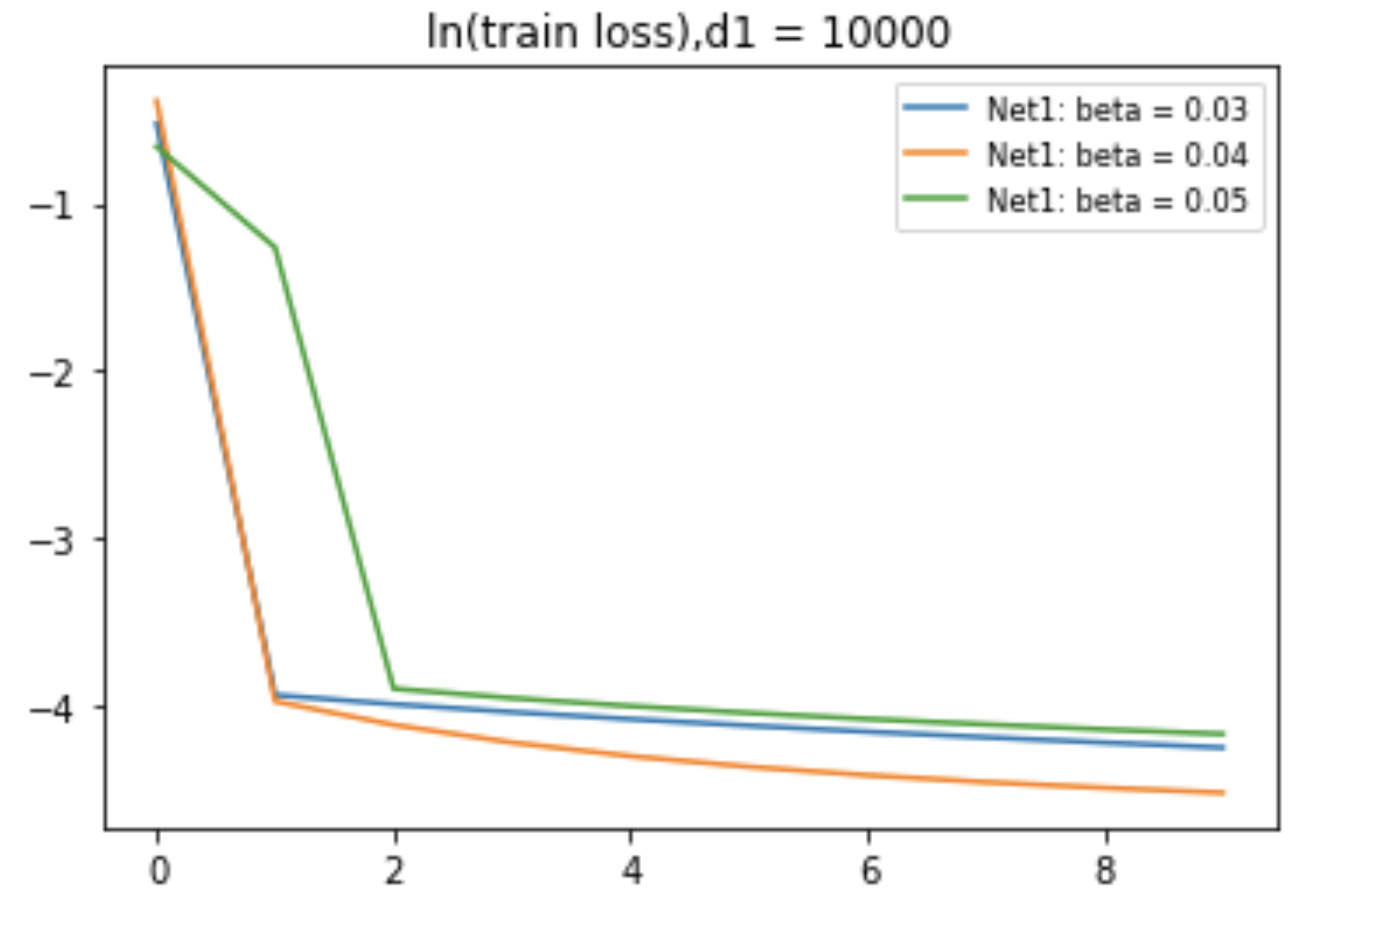 ln(train loss),d1 = 10000
Net1: beta = 0.03
Net1: beta = 0.04
Net1: beta = 0.05
−1
−2
−3
−4
0 2 4 6 8